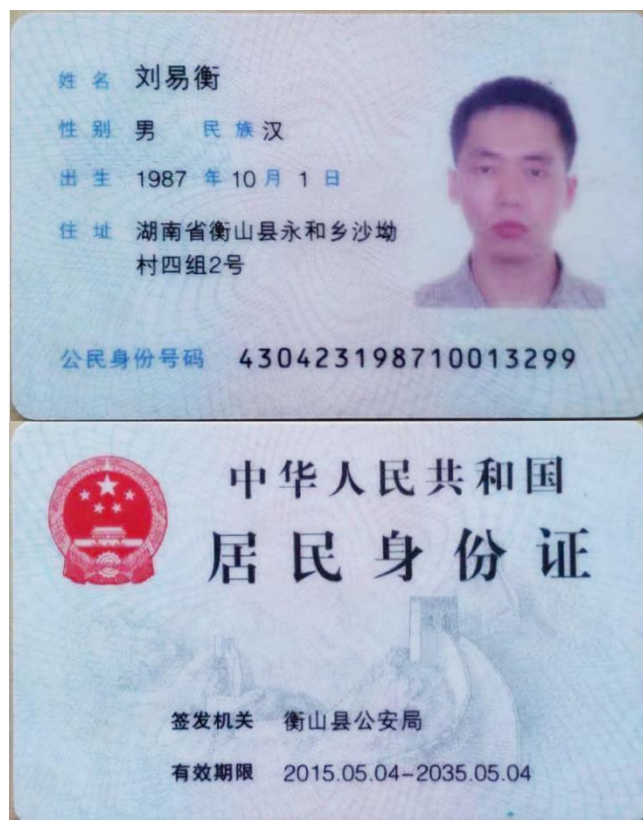 姓名 刘易衡
性别 男 民族 汉
出生 1987 年 10 月 1 日
住址 湖南省衡山县永和乡沙坳
村四组2号
公民身份号码 430423198710013299
中华人民共和国
居民身份证
签发机关 衡山县公安局
有效期限 2015.05.04-2035.05.04